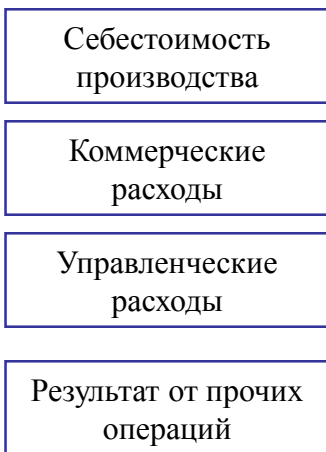 Себестоимость
производства
Коммерческие
расходы
Управленческие
расходы
Результат от прочих
операций